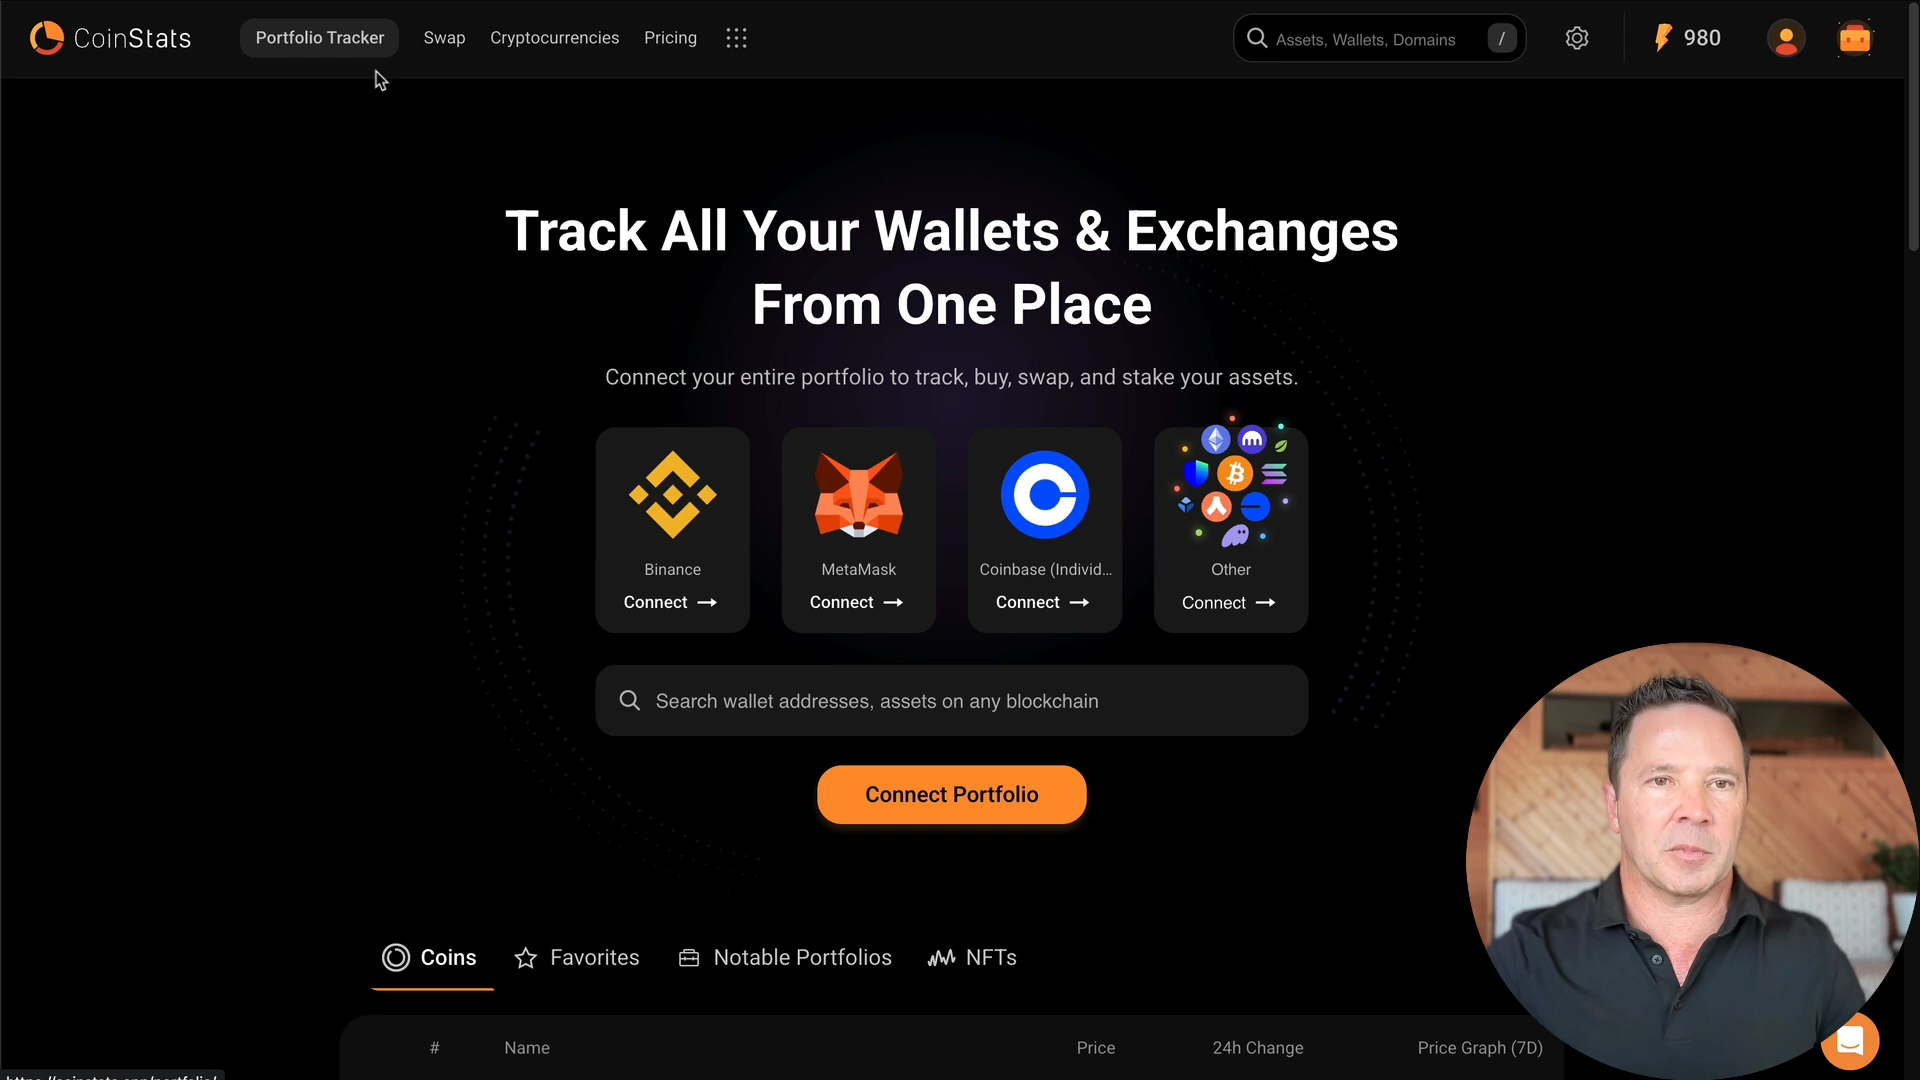 CoinStats
Portfolio Tracker
Swap
Cryptocurrencies
Pricing
Assets, Wallets, Domains
/
980
Track All Your Wallets & Exchanges
From One Place
Connect your entire portfolio to track, buy, swap, and stake your assets.
Binance
MetaMask
Coinbase (Individ...
Other
Connect
Connect
Connect
Connect
Search wallet addresses, assets on any blockchain
Connect Portfolio
Coins
Favorites
Notable Portfolios
NFTs
#
Name
Price
24h Change
Price Graph (7D)